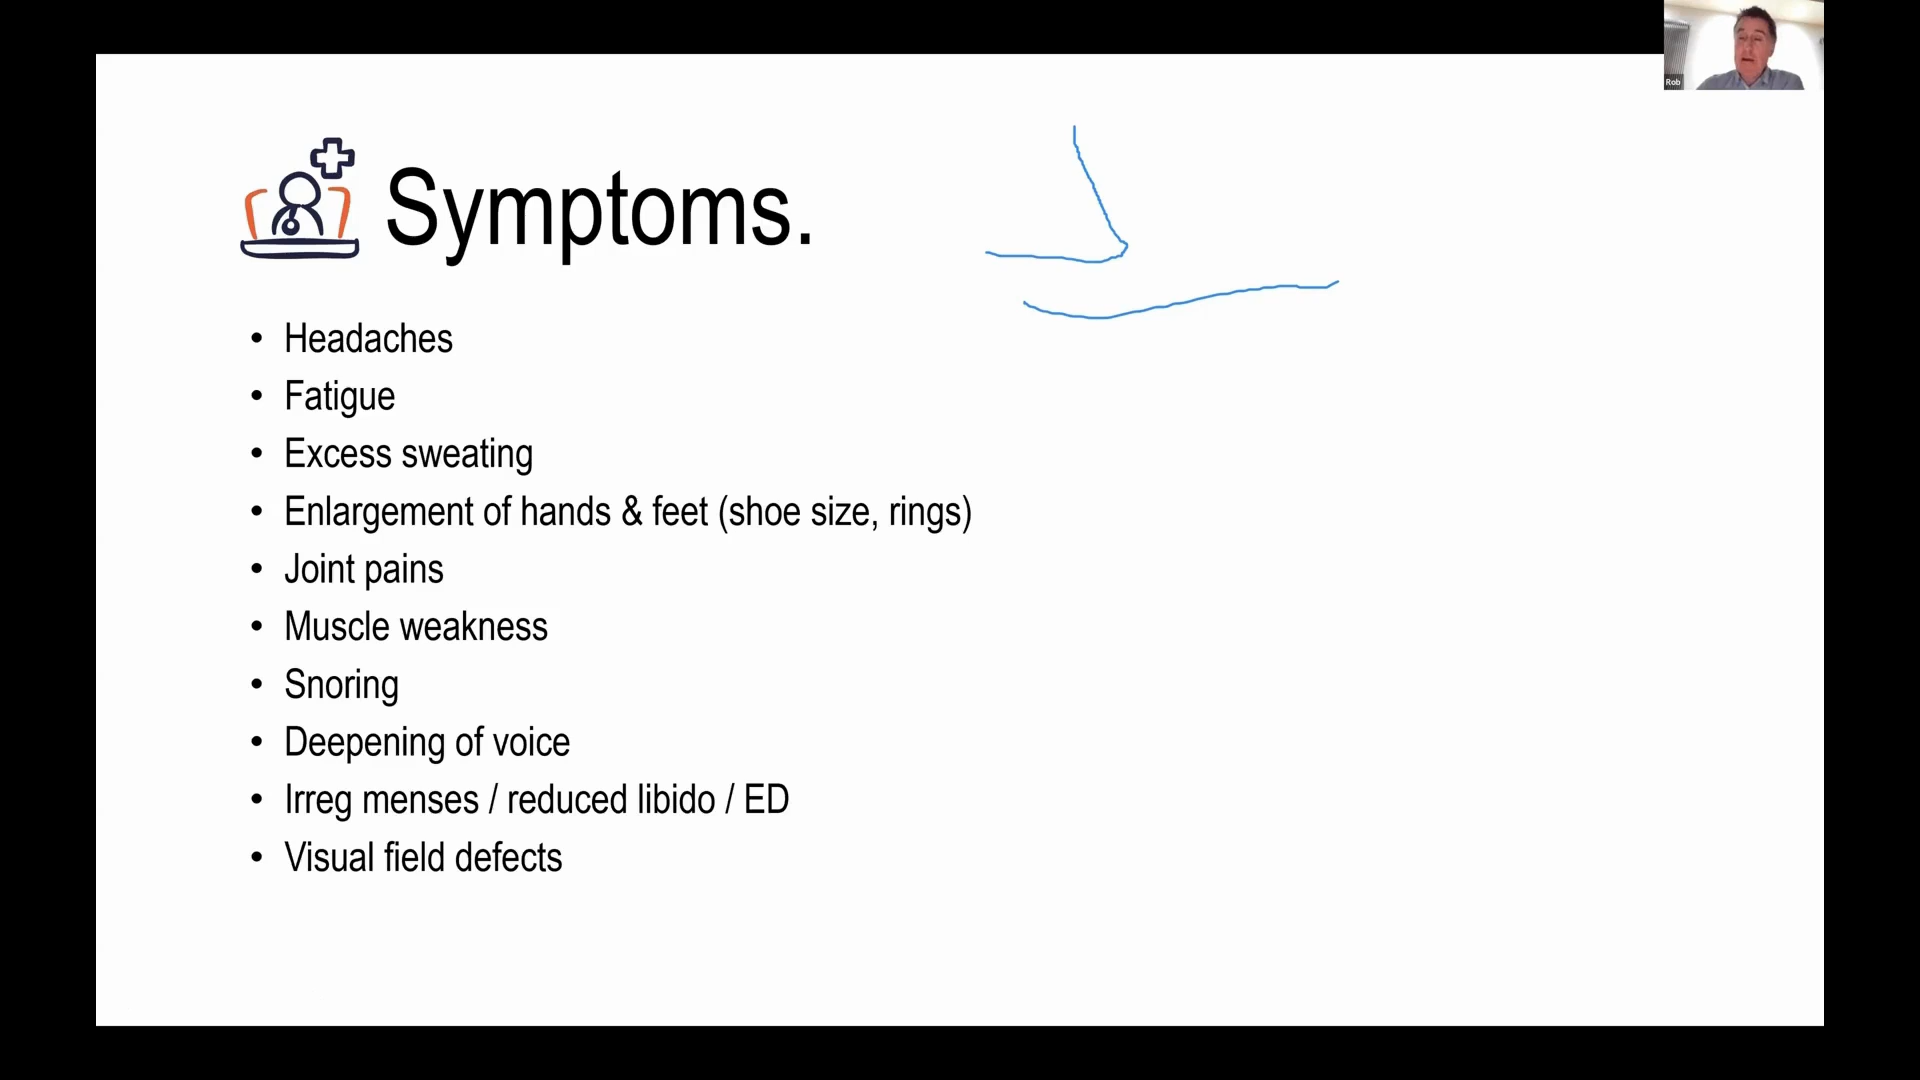 Rob
Symptoms.
• Headaches
• Fatigue
• Excess sweating
• Enlargement of hands & feet (shoe size, rings)
• Joint pains
• Muscle weakness
• Snoring
• Deepening of voice
• Irreg menses / reduced libido / ED
• Visual field defects